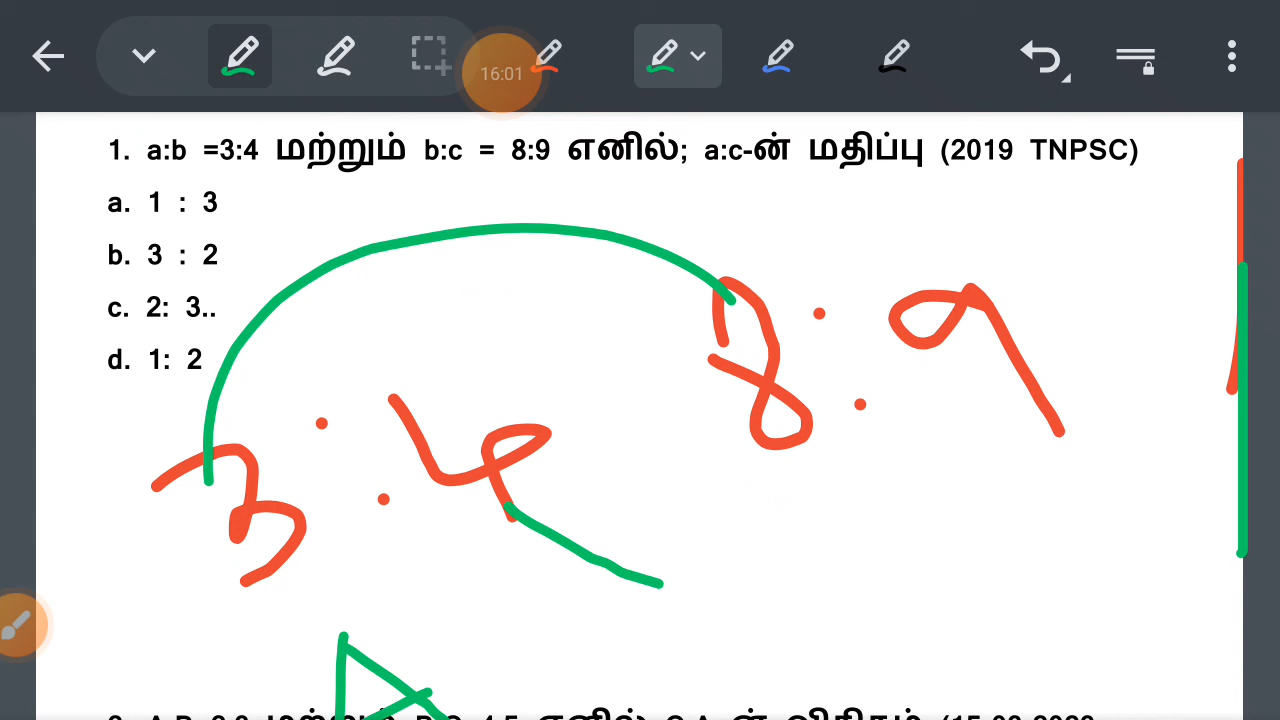 16:01
1. a:b =3:4 மற்றும் b:c = 8:9 எனில்; a:c-ன் மதிப்பு (2019 TNPSC)
a. 1 : 3
b. 3 : 2
c. 2: 3..
d. 1: 2
3 : 4 8 : 9